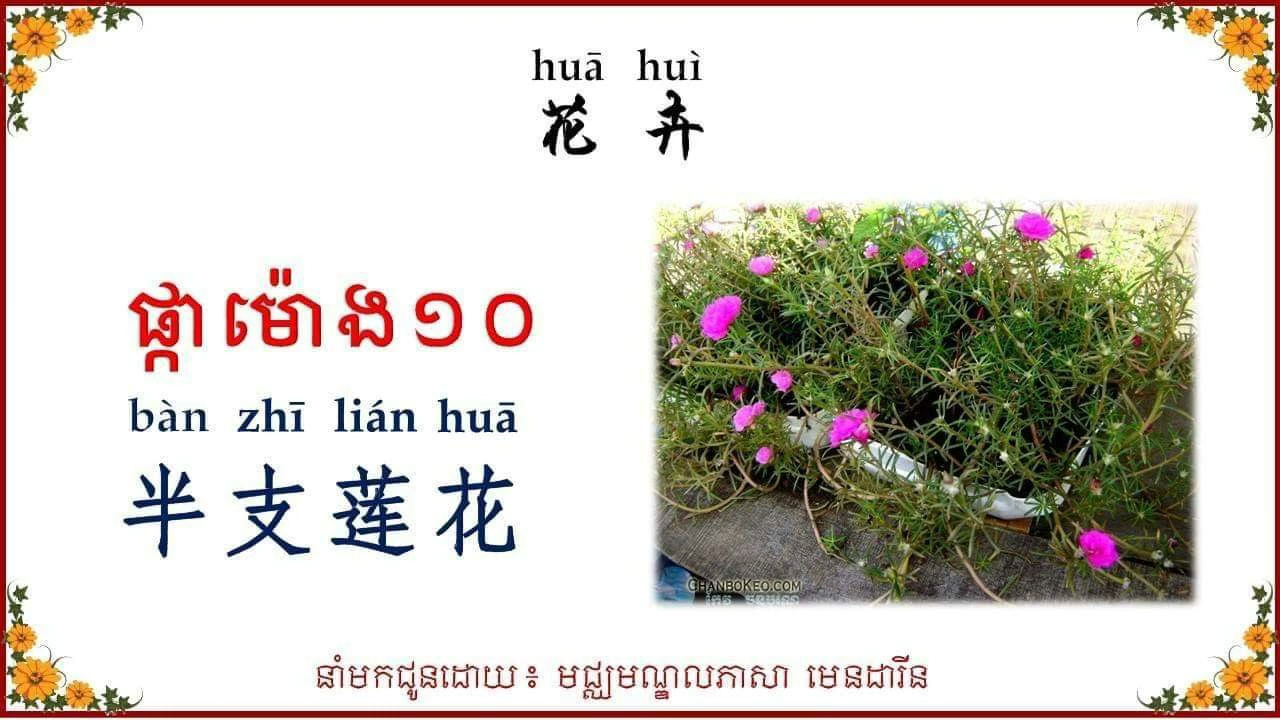 huā huì
花 卉
ផ្កាម៉ោង១០
bàn zhī lián huā
半支莲花
CHANBOKEO.COM
នាំមកជូនដោយ៖ មជ្ឈមណ្ឌលភាសា មេនដារីន